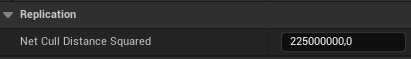 Replication
Net Cull Distance Squared
225000000,0